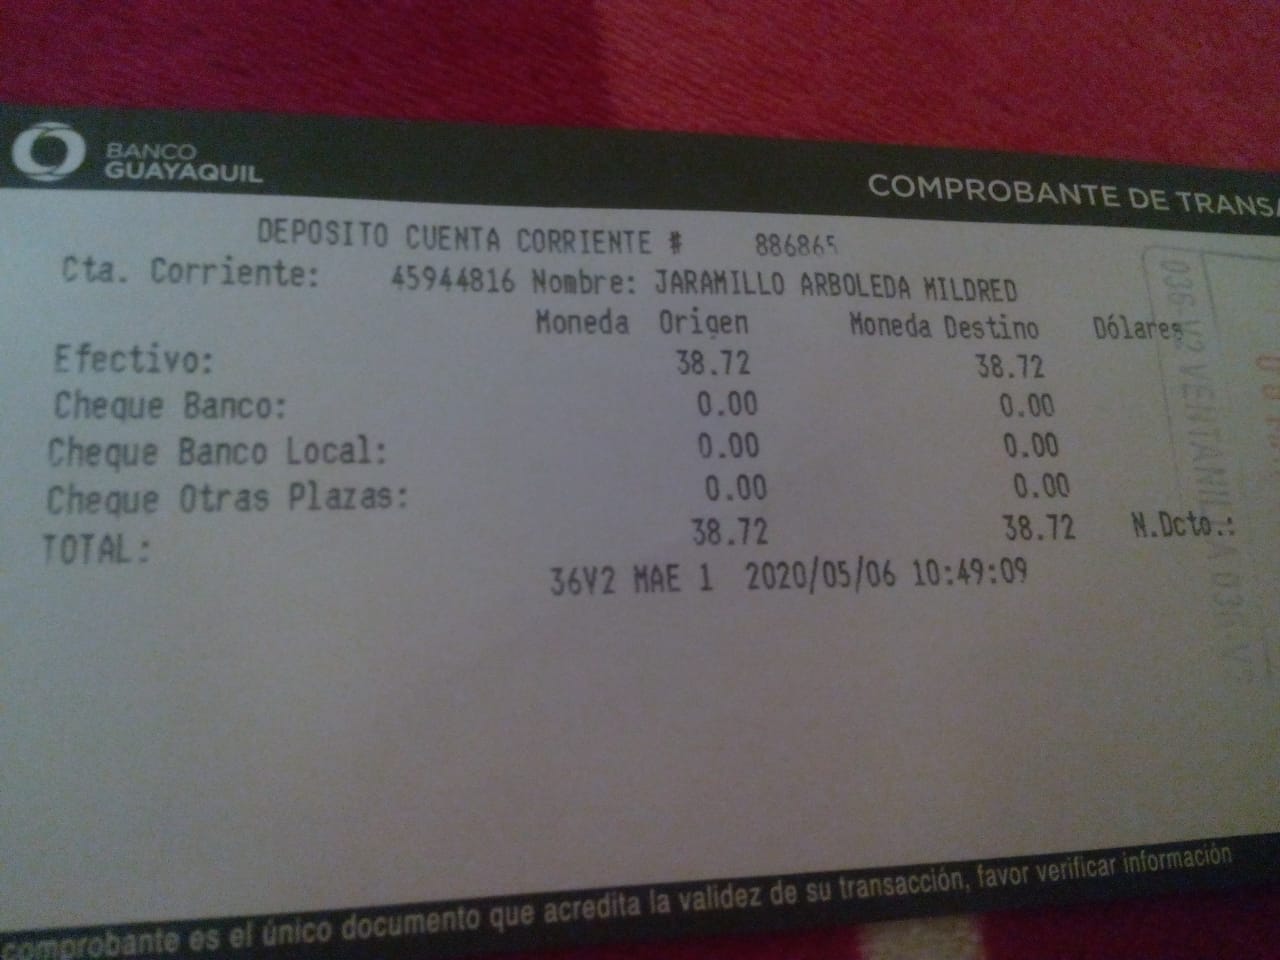 BANCO
GUAYAQUIL
COMPROBANTE DE TRANSA
DEPOSITO CUENTA CORRIENTE # 886865
Cta. Corriente: 45944816 Nombre: JARAMILLO ARBOLEDA MILDRED
Moneda Origen Moneda Destino Dólares
Efectivo: 38.72 38.72
Cheque Banco: 0.00 0.00
Cheque Banco Local: 0.00 0.00
Cheque Otras Plazas: 0.00 0.00
TOTAL: 38.72 38.72 N.Dcto.:
36V2 MAE 1 2020/05/06 10:49:09
036-V2 VENTANILLA 036-V
comprobante es el único documento que acredita la validez de su transacción, favor verificar información